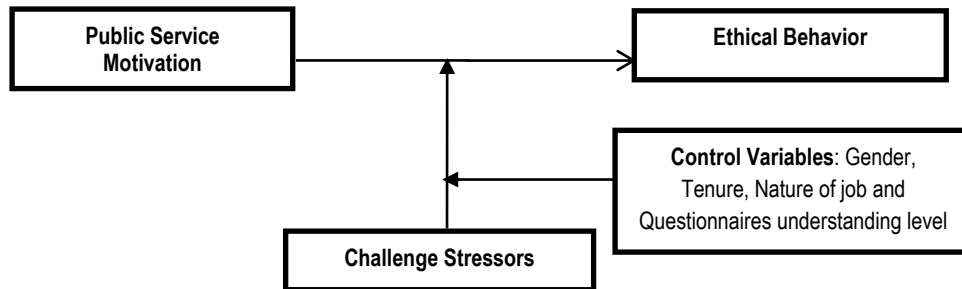 Public Service
Motivation
Ethical Behavior
Control Variables: Gender,
Tenure, Nature of job and
Questionnaires understanding level
Challenge Stressors